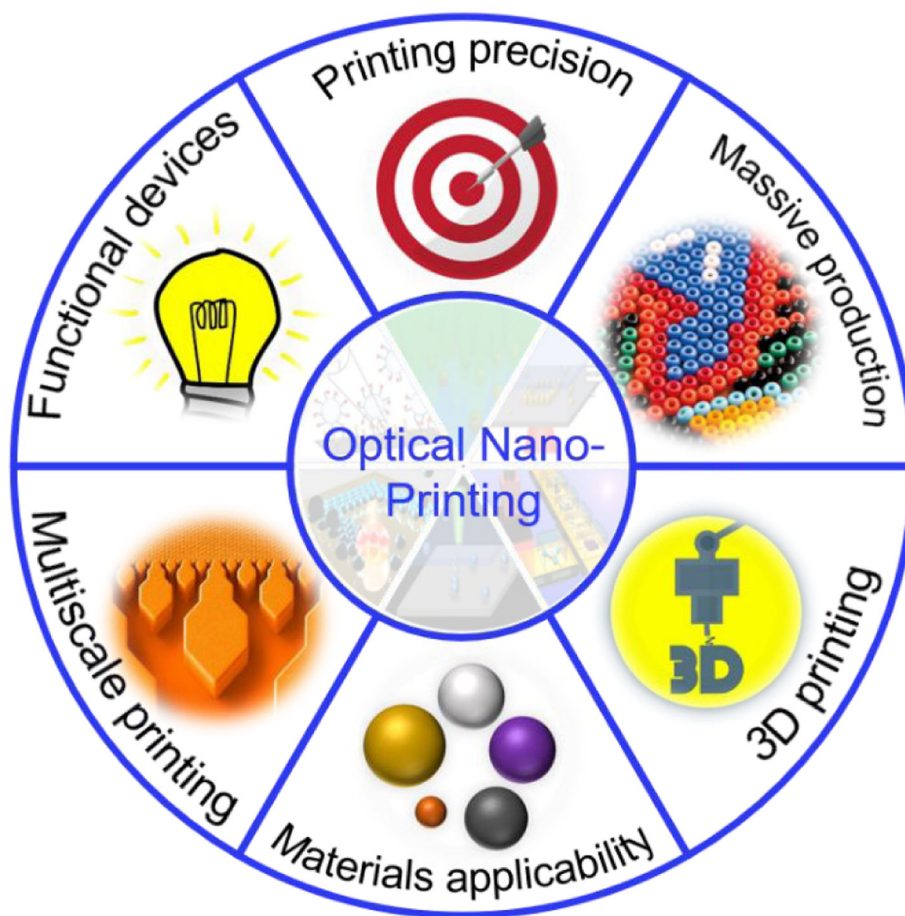 Printing precision
Massive production
3D printing
3D
Materials applicability
Multiscale printing
Functional devices
Optical Nano-
Printing